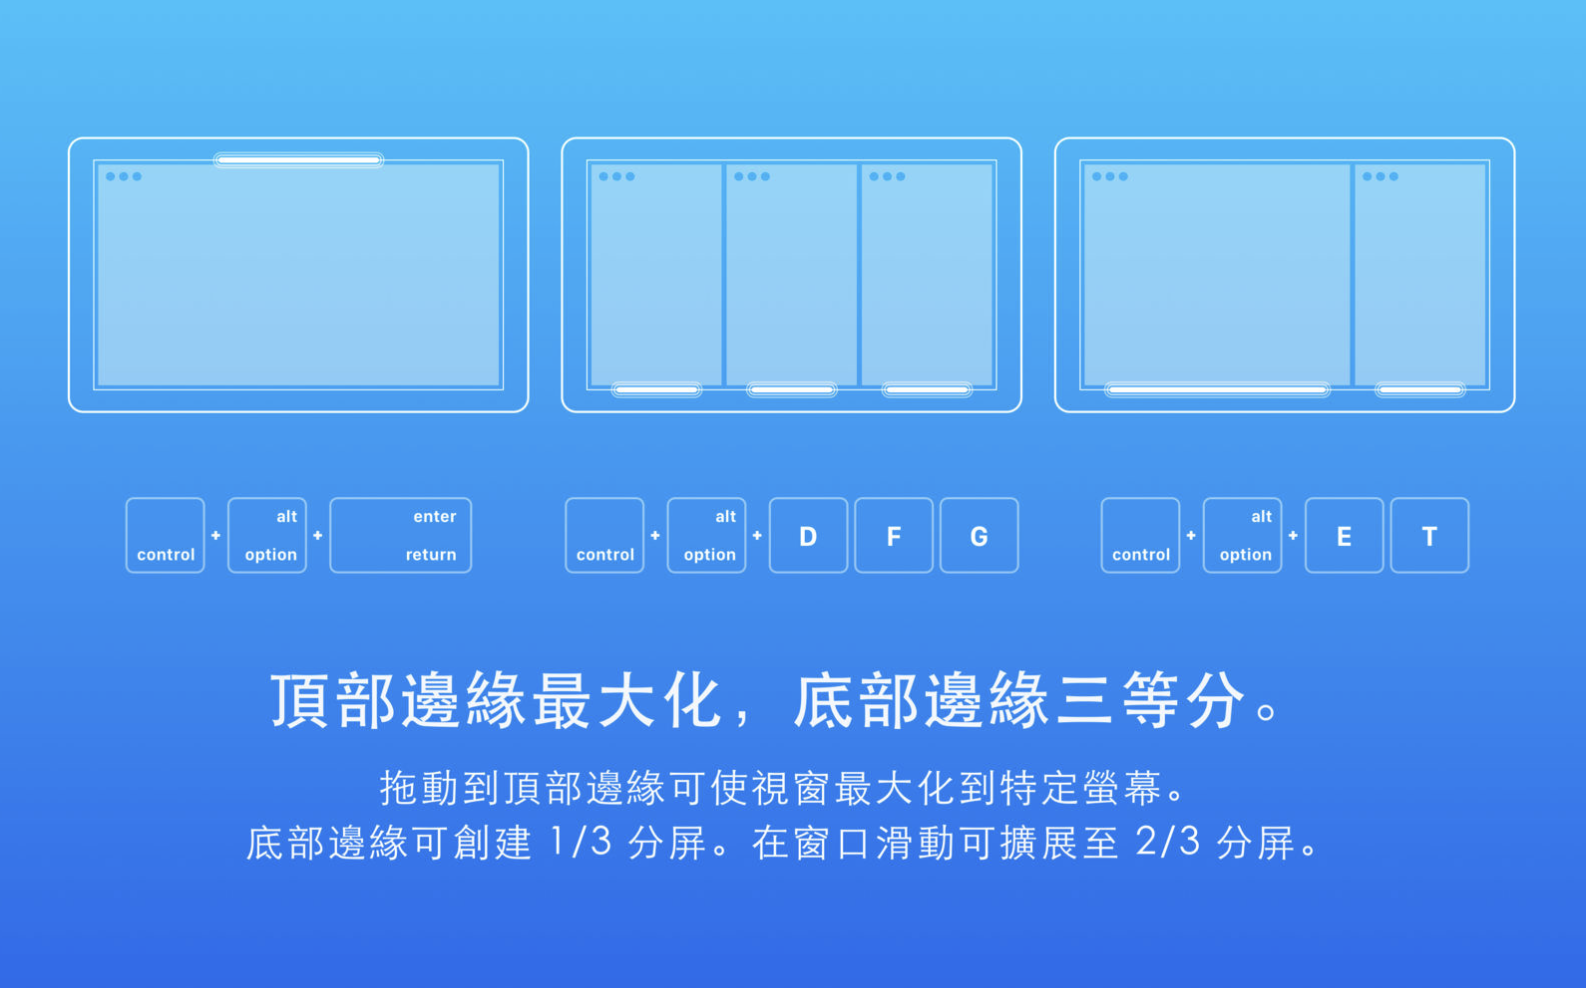 control + alt option + enter return
control + alt option + D F G
control + alt option + E T
頂部邊緣最大化，底部邊緣三等分。
拖動到頂部邊緣可使視窗最大化到特定螢幕。
底部邊緣可創建 1/3 分屏。在窗口滑動可擴展至 2/3 分屏。